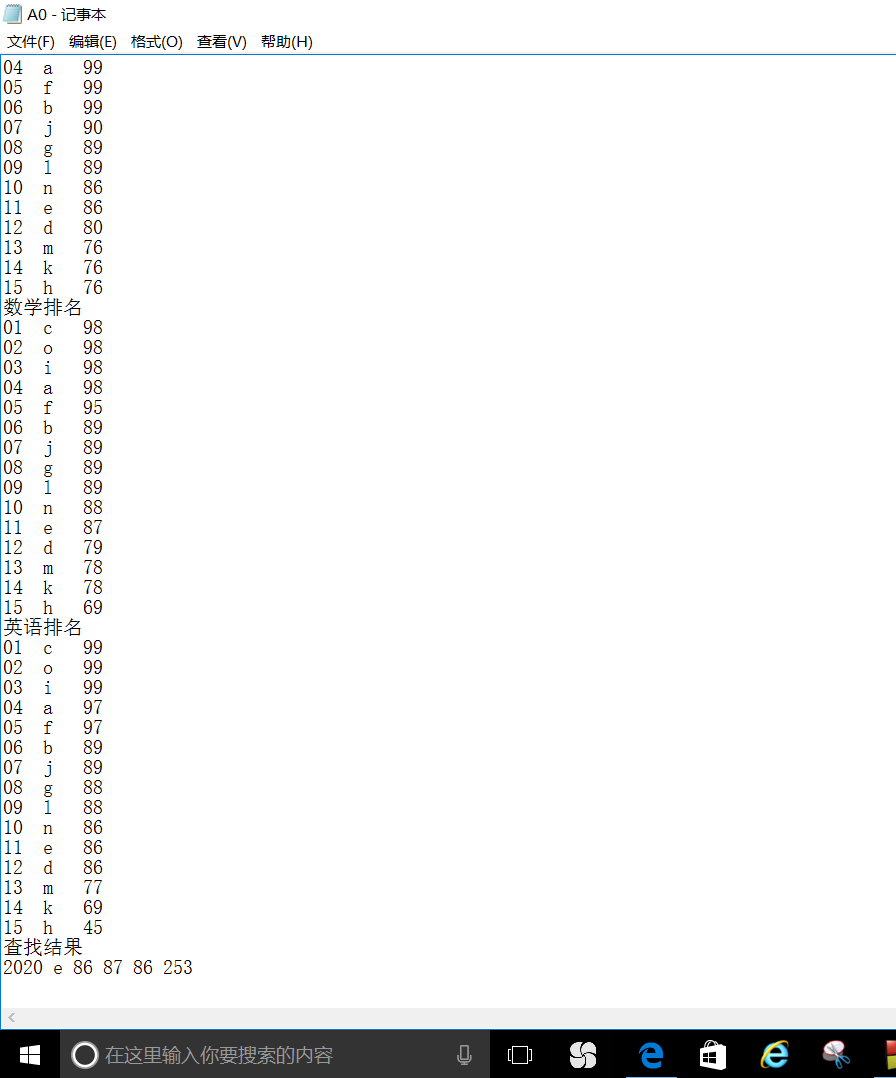 A0 - 记事本
文件(F) 编辑(E) 格式(O) 查看(V) 帮助(H)
04 a 99
05 f 99
06 b 99
07 j 90
08 g 89
09 l 89
10 n 86
11 e 86
12 d 80
13 m 76
14 k 76
15 h 76
数学排名
01 c 98
02 o 98
03 i 98
04 a 98
05 f 95
06 b 89
07 j 89
08 g 89
09 l 89
10 n 88
11 e 87
12 d 79
13 m 78
14 k 78
15 h 69
英语排名
01 c 99
02 o 99
03 i 99
04 a 97
05 f 97
06 b 89
07 j 89
08 g 88
09 l 88
10 n 86
11 e 86
12 d 86
13 m 77
14 k 69
15 h 45
查找结果
2020 e 86 87 86 253
在这里输入你要搜索的内容